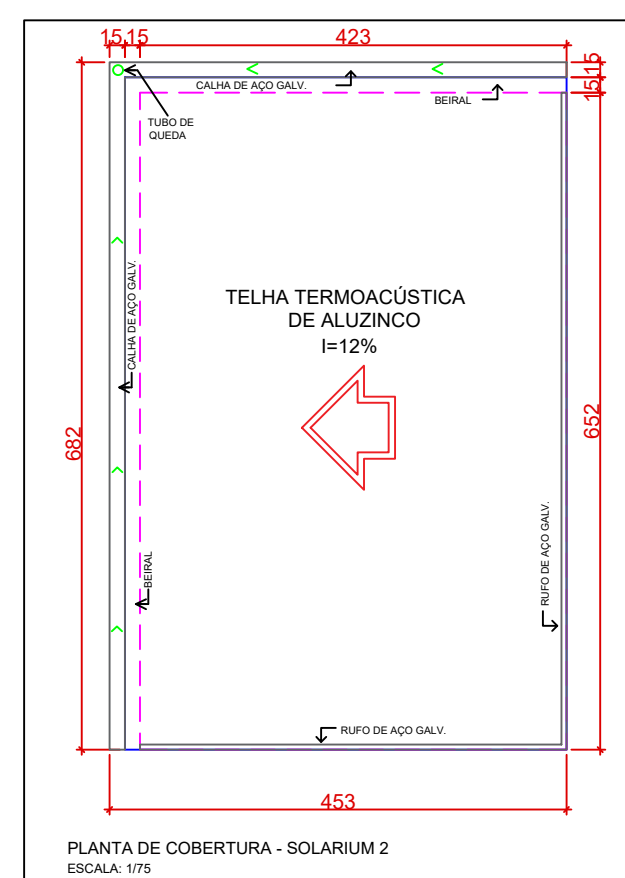 15 15 423
15 15
CALHA DE AÇO GALV.
BEIRAL
TUBO DE
QUEDA
CALHA DE AÇO GALV.
TELHA TERMOACÚSTICA
DE ALUZINCO
I=12%
682
652
RUFO DE AÇO GALV.
BEIRAL
RUFO DE AÇO GALV.
453
PLANTA DE COBERTURA - SOLARIUM 2
ESCALA: 1/75